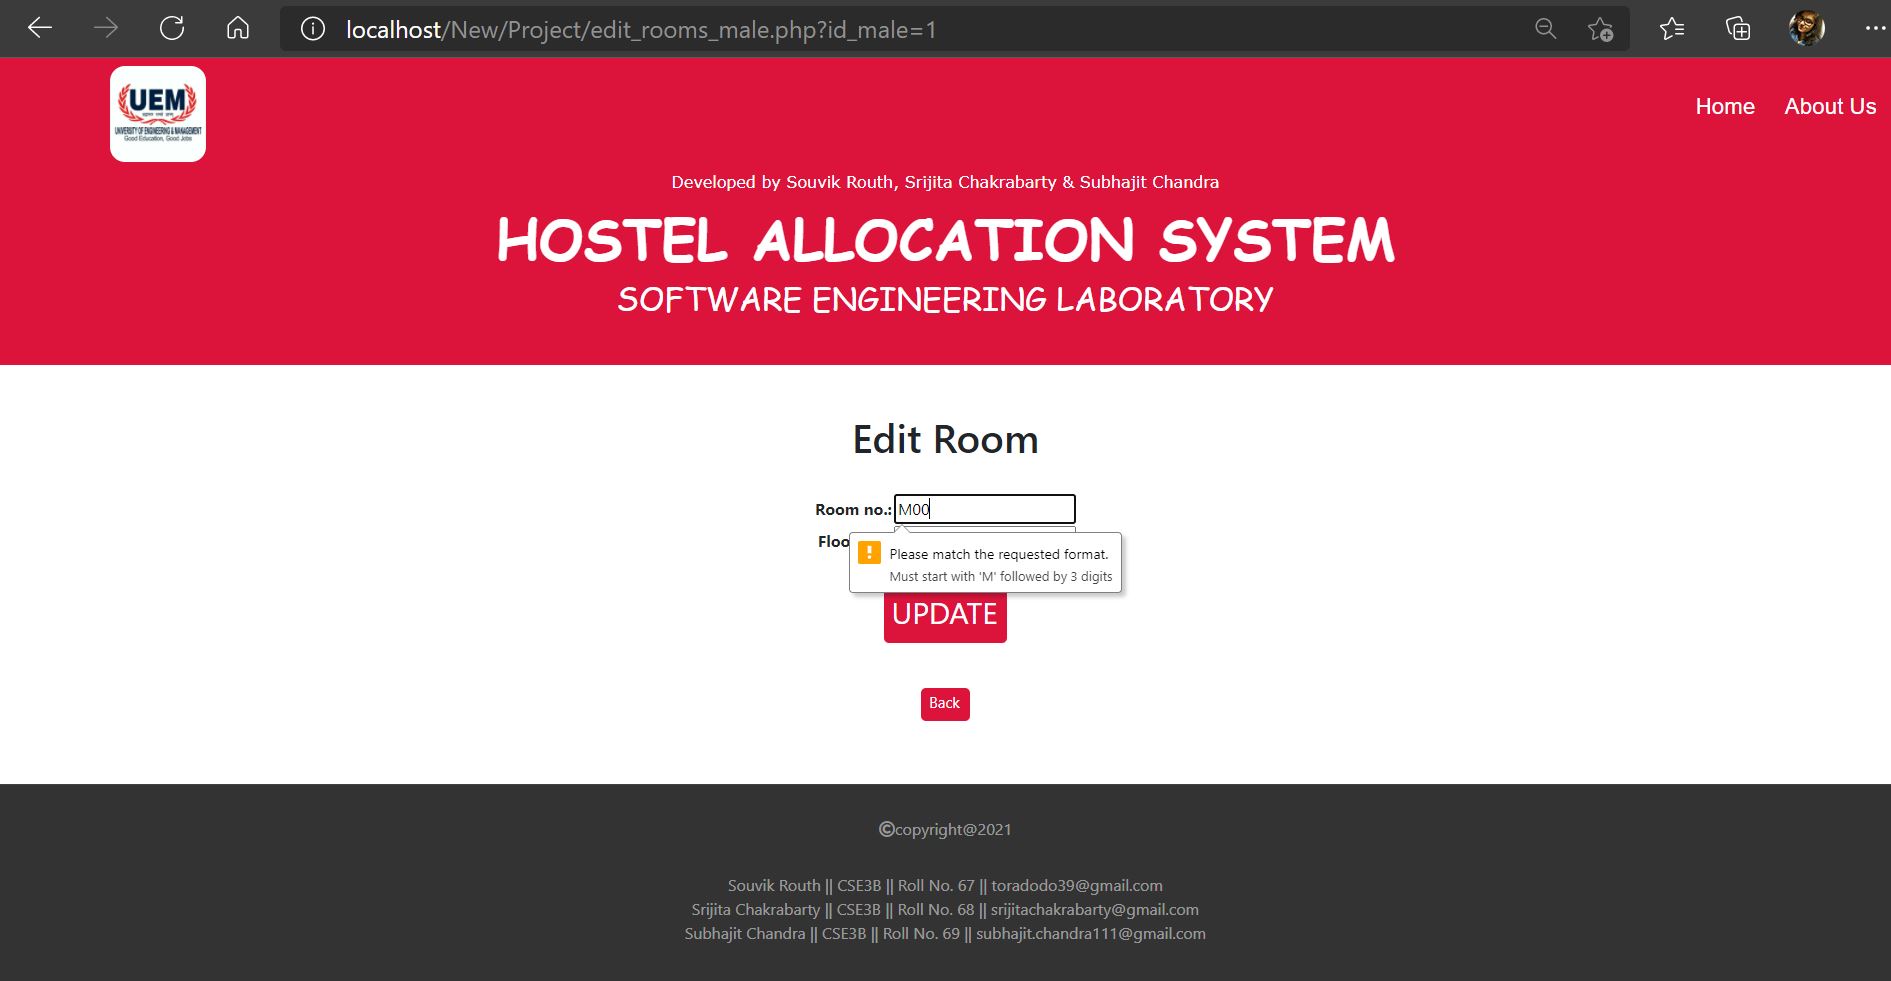 localhost/New/Project/edit_rooms_male.php?id_male=1
UEM
UNIVERSITY OF ENGINEERING & MANAGEMENT
Good Education, Good Jobs
Home About Us
Developed by Souvik Routh, Srijita Chakrabarty & Subhajit Chandra
HOSTEL ALLOCATION SYSTEM
SOFTWARE ENGINEERING LABORATORY
Edit Room
Room no.: M00
Floo
Please match the requested format.
Must start with 'M' followed by 3 digits
UPDATE
Back
©copyright@2021
Souvik Routh || CSE3B || Roll No. 67 || toradodo39@gmail.com
Srijita Chakrabarty || CSE3B || Roll No. 68 || srijitachakrabarty@gmail.com
Subhajit Chandra || CSE3B || Roll No. 69 || subhajit.chandra111@gmail.com